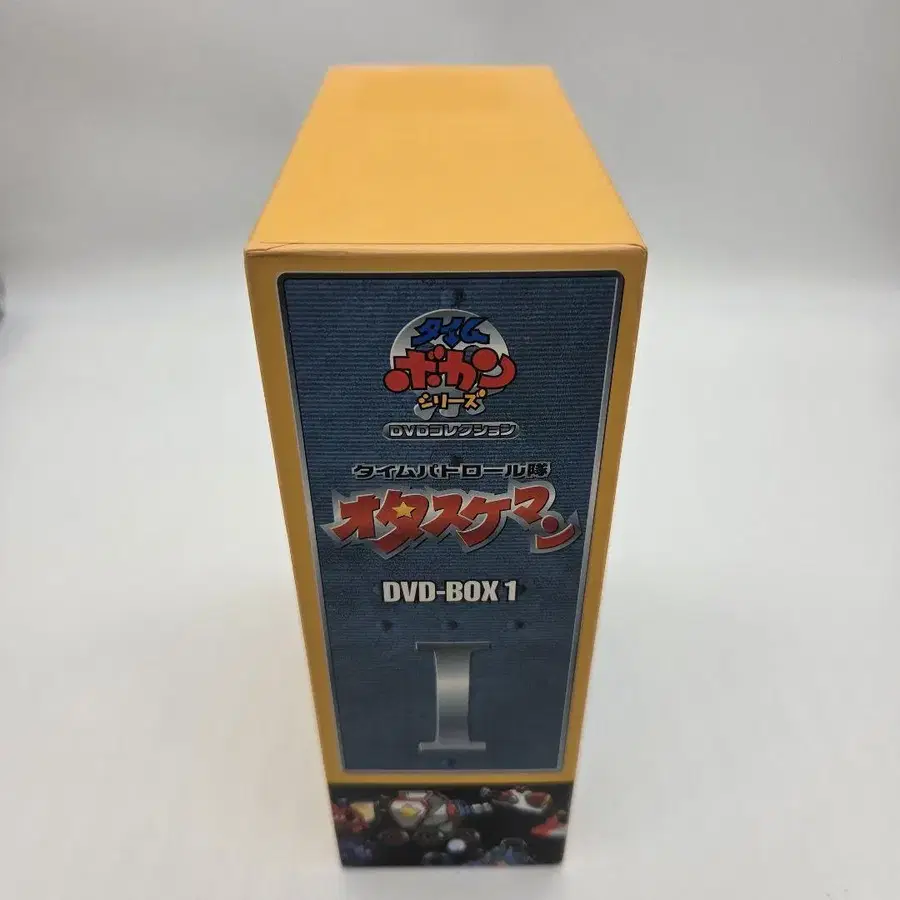 タイム
ボカン
シリーズ
DVDコレクション
タイムパトロール隊
オタスケマン
DVD-BOX 1
I